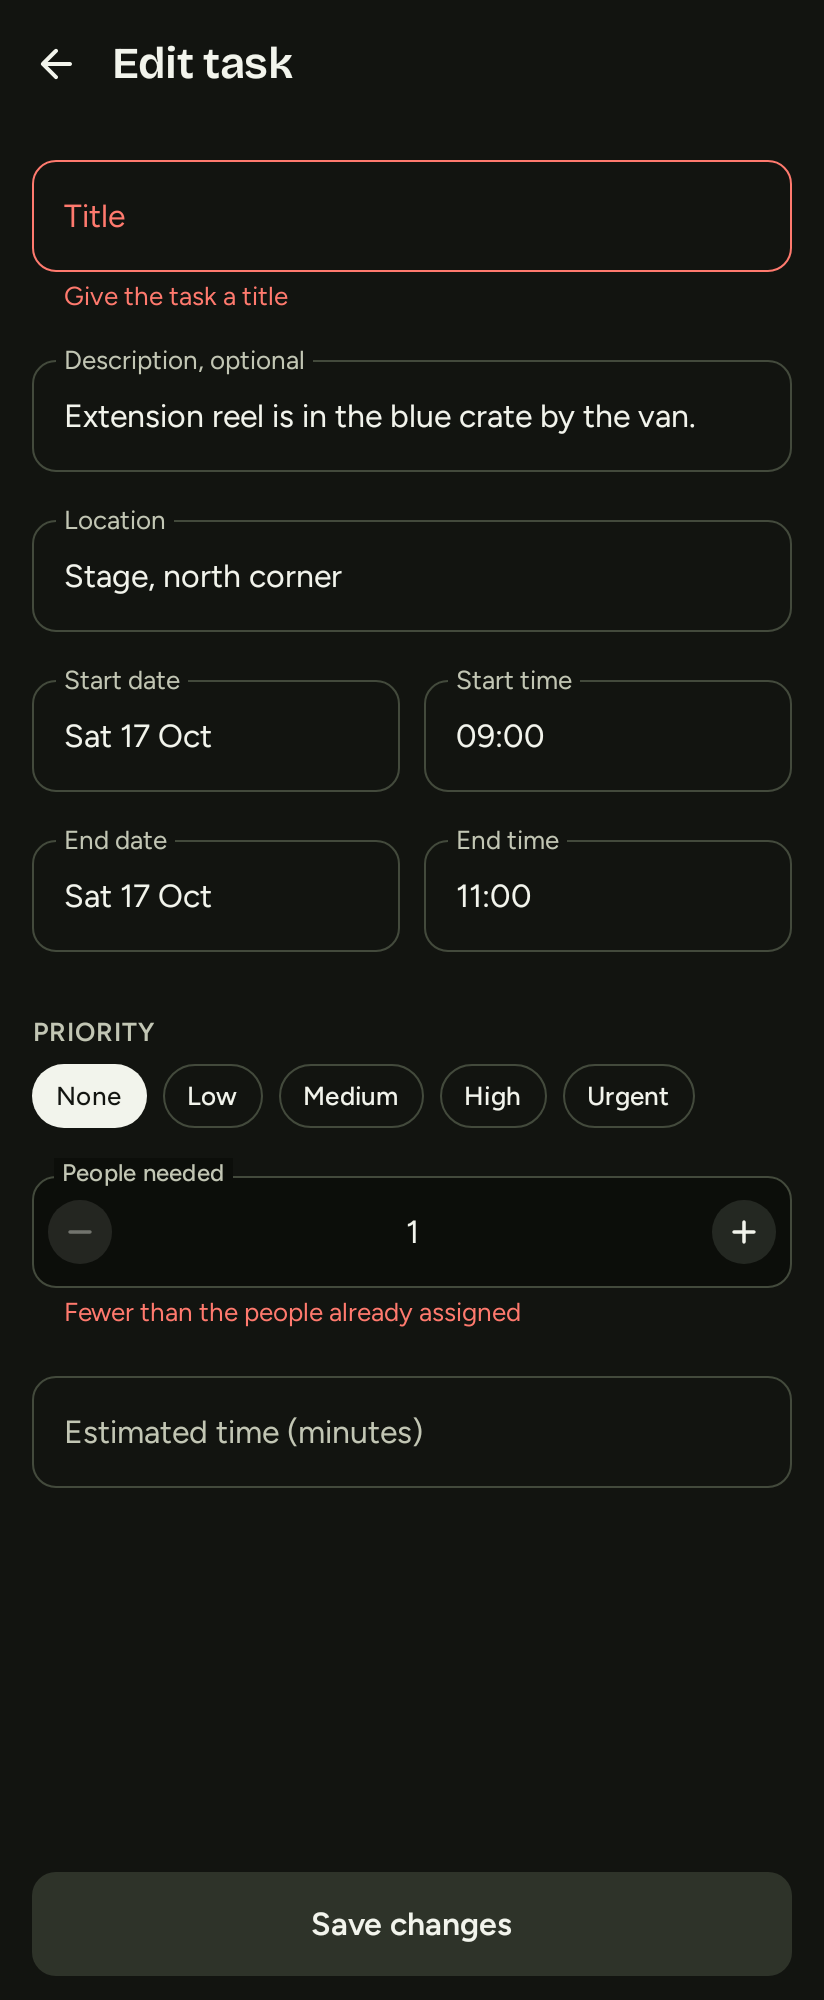 Edit task
Title
Give the task a title
Description, optional
Extension reel is in the blue crate by the van.
Location
Stage, north corner
Start date
Start time
Sat 17 Oct
09:00
End date
End time
Sat 17 Oct
11:00
PRIORITY
None
Low
Medium
High
Urgent
People needed
1
Fewer than the people already assigned
Estimated time (minutes)
Save changes